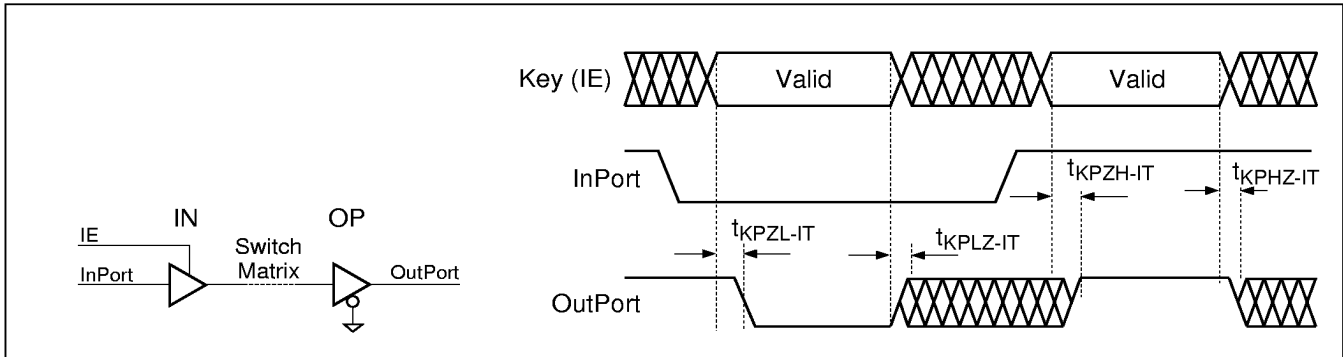 IN
OP
IE
InPort
Switch
Matrix
OutPort
Key (IE)
Valid
Valid
InPort
tKPZH-IT
tKPHZ-IT
tKPZL-IT
tKPLZ-IT
OutPort